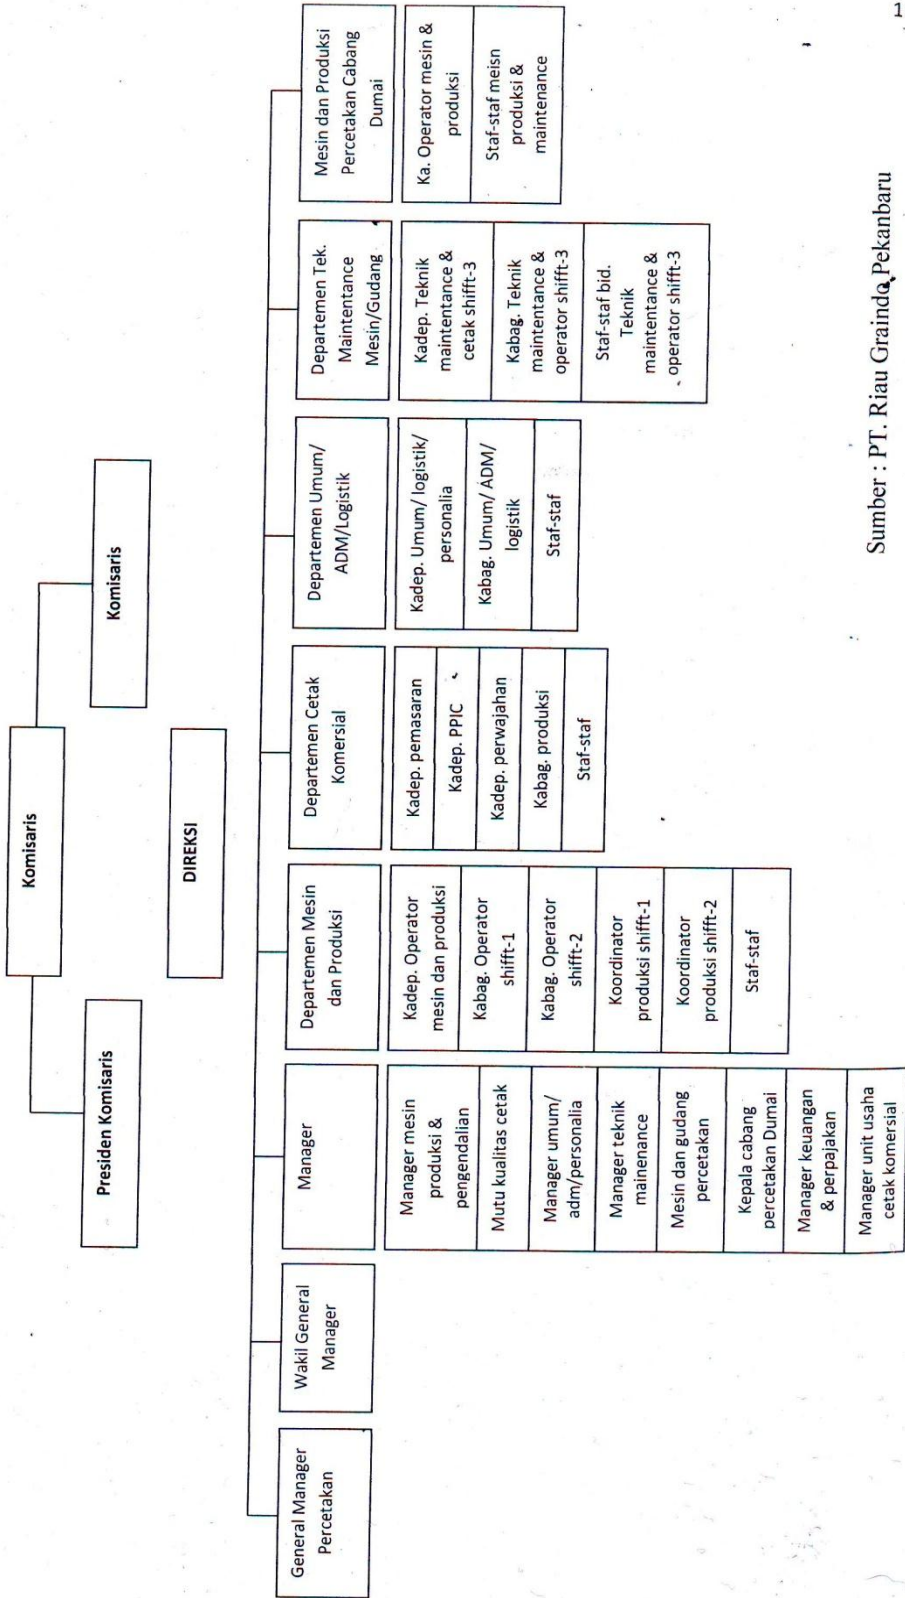 Komisaris
Presiden Komisaris
Komisaris
DIREKSI
General Manager
Percetakan
Wakil General
Manager
Manager
Manager mesin
produksi &
pengendalian
Mutu kualitas cetak
Manager umum/
adm/personalia
Manager teknik
mainenance
Mesin dan gudang
percetakan
Kepala cabang
percetakan Dumai
Manager keuangan
& perpajakan
Manager unit usaha
cetak komersial
Departemen Mesin
dan Produksi
Kadep. Operator
mesin dan produksi
Kabag. Operator
shifft-1
Kabag. Operator
shifft-2
Koordinator
produksi shifft-1
Koordinator
produksi shifft-2
Staf-staf
Departemen Cetak
Komersial
Kadep. pemasaran
Kadep. PPIC
Kadep. perwajahan
Kabag. produksi
Staf-staf
Departemen Umum/
ADM/Logistik
Kadep. Umum/ logistik/
personalia
Kabag. Umum/ ADM/
logistik
Staf-staf
Departemen Tek.
Maintentance
Mesin/Gudang
Kadep. Teknik
maintentance &
cetak shifft-3
Kabag. Teknik
maintentance &
operator shifft-3
Staf-staf bid.
Teknik
maintentance &
operator shifft-3
Mesin dan Produksi
Percetakan Cabang
Dumai
Ka. Operator mesin &
produksi
Staf-staf meisn
produksi &
maintenance
Sumber : PT. Riau Graindo Pekanbaru
1